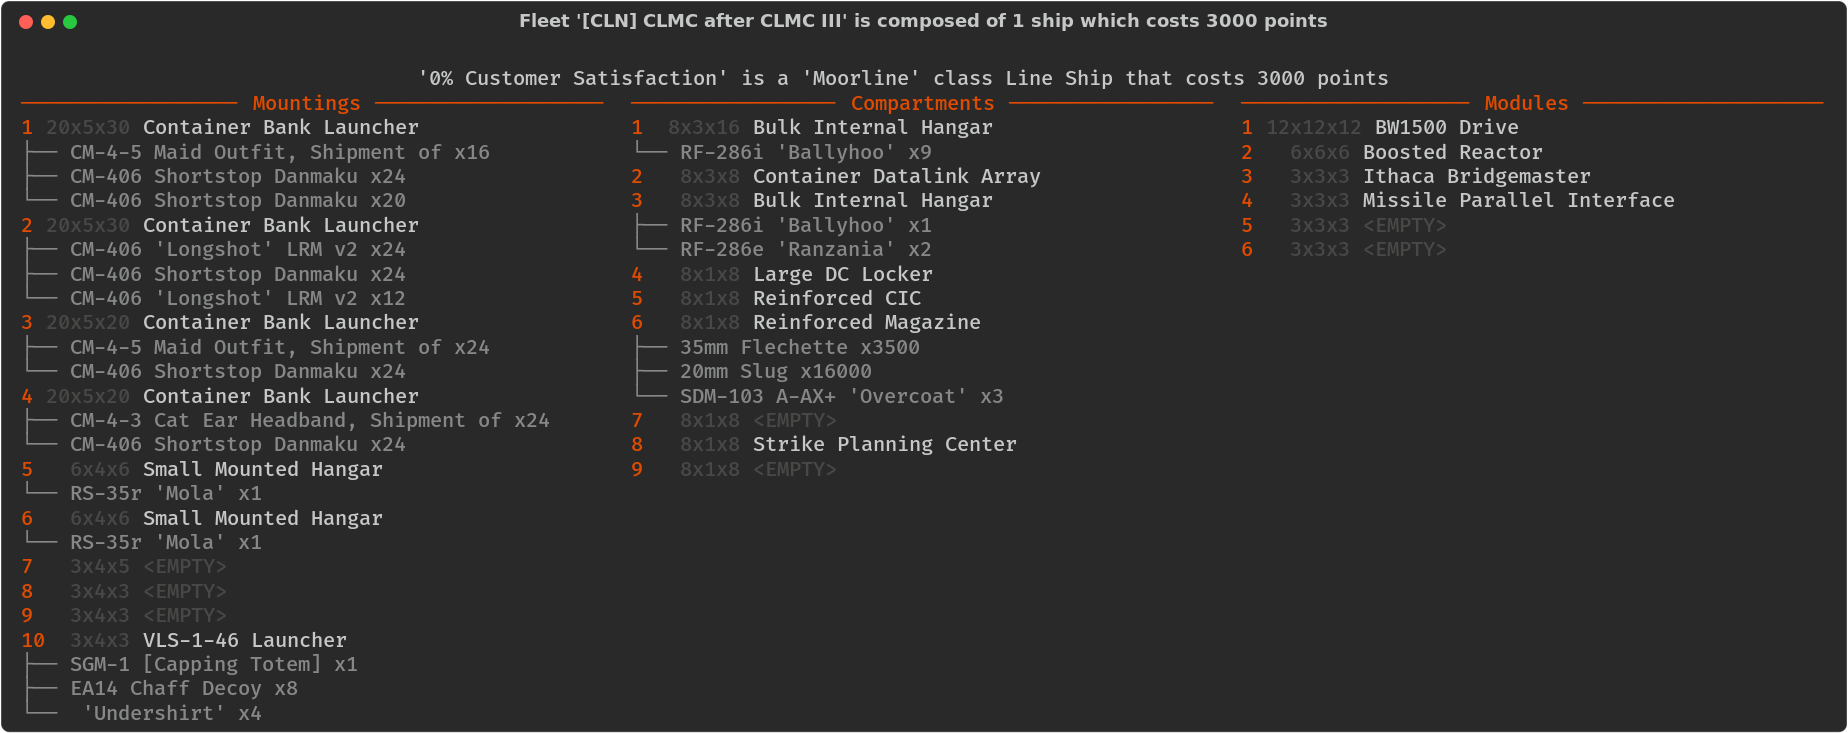 Fleet '[CLN] CLMC after CLMC III' is composed of 1 ship which costs 3000 points
'0% Customer Satisfaction' is a 'Moorline' class Line Ship that costs 3000 points
Mountings
1 20x5x30 Container Bank Launcher
CM-4-5 Maid Outfit, Shipment of x16
CM-406 Shortstop Danmaku x24
CM-406 Shortstop Danmaku x20
2 20x5x30 Container Bank Launcher
CM-406 'Longshot' LRM v2 x24
CM-406 Shortstop Danmaku x24
CM-406 'Longshot' LRM v2 x12
3 20x5x20 Container Bank Launcher
CM-4-5 Maid Outfit, Shipment of x24
CM-406 Shortstop Danmaku x24
4 20x5x20 Container Bank Launcher
CM-4-3 Cat Ear Headband, Shipment of x24
CM-406 Shortstop Danmaku x24
5 6x4x6 Small Mounted Hangar
RS-35r 'Mola' x1
6 6x4x6 Small Mounted Hangar
RS-35r 'Mola' x1
7 3x4x5 <EMPTY>
8 3x4x3 <EMPTY>
9 3x4x3 <EMPTY>
10 3x4x3 VLS-1-46 Launcher
SGM-1 [Capping Totem] x1
EA14 Chaff Decoy x8
'Undershirt' x4
Compartments
1 8x3x16 Bulk Internal Hangar
RF-286i 'Ballyhoo' x9
2 8x3x8 Container Datalink Array
3 8x3x8 Bulk Internal Hangar
RF-286i 'Ballyhoo' x1
RF-286e 'Ranzania' x2
4 8x1x8 Large DC Locker
5 8x1x8 Reinforced CIC
6 8x1x8 Reinforced Magazine
35mm Flechette x3500
20mm Slug x16000
SDM-103 A-AX+ 'Overcoat' x3
7 8x1x8 <EMPTY>
8 8x1x8 Strike Planning Center
9 8x1x8 <EMPTY>
Modules
1 12x12x12 BW1500 Drive
2 6x6x6 Boosted Reactor
3 3x3x3 Ithaca Bridgemaster
4 3x3x3 Missile Parallel Interface
5 3x3x3 <EMPTY>
6 3x3x3 <EMPTY>